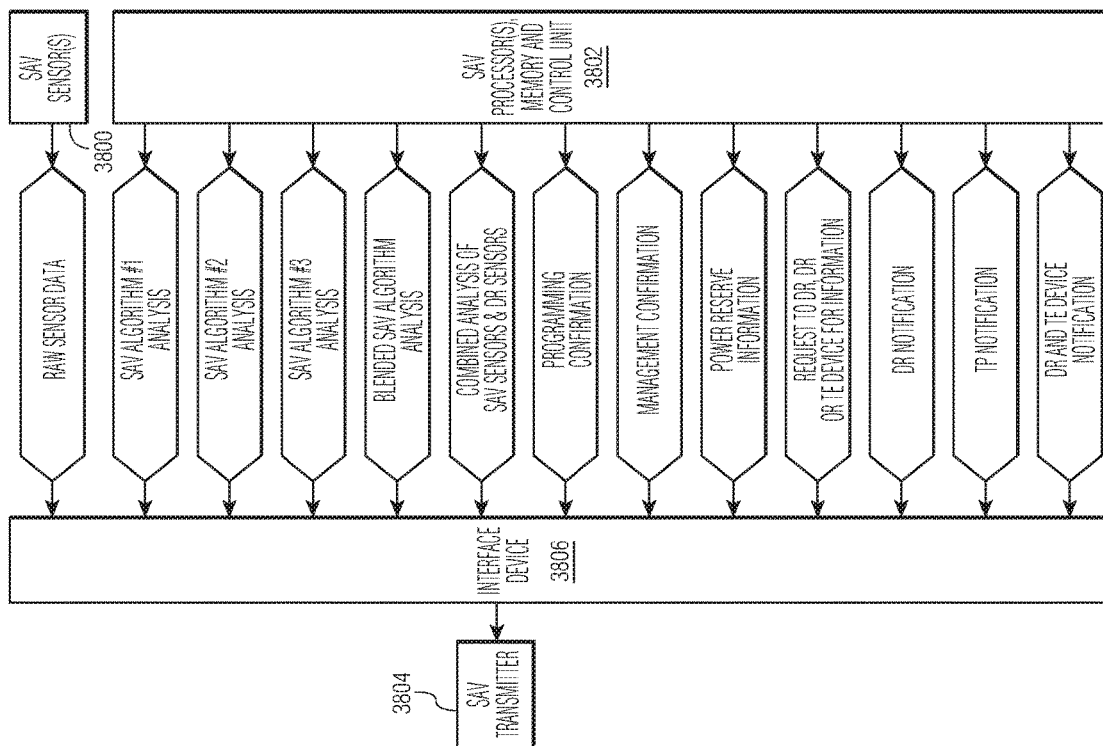 SAV
SENSOR(S)
3800
SAV
PROCESSOR(S),
MEMORY AND
CONTROL UNIT
3802
RAW SENSOR DATA
SAV ALGORITHM #1
ANALYSIS
SAV ALGORITHM #2
ANALYSIS
SAV ALGORITHM #3
ANALYSIS
BLENDED SAV ALGORITHM
ANALYSIS
COMBINED ANALYSIS OF
SAV SENSORS & DR SENSORS
PROGRAMMING
CONFIRMATION
MANAGEMENT CONFIRMATION
POWER RESERVE
INFORMATION
REQUEST TO DR, DR
OR TE DEVICE FOR INFORMATION
DR NOTIFICATION
TP NOTIFICATION
DR AND TE DEVICE
NOTIFICATION
INTERFACE
DEVICE
3806
3804
SAV
TRANSMITTER